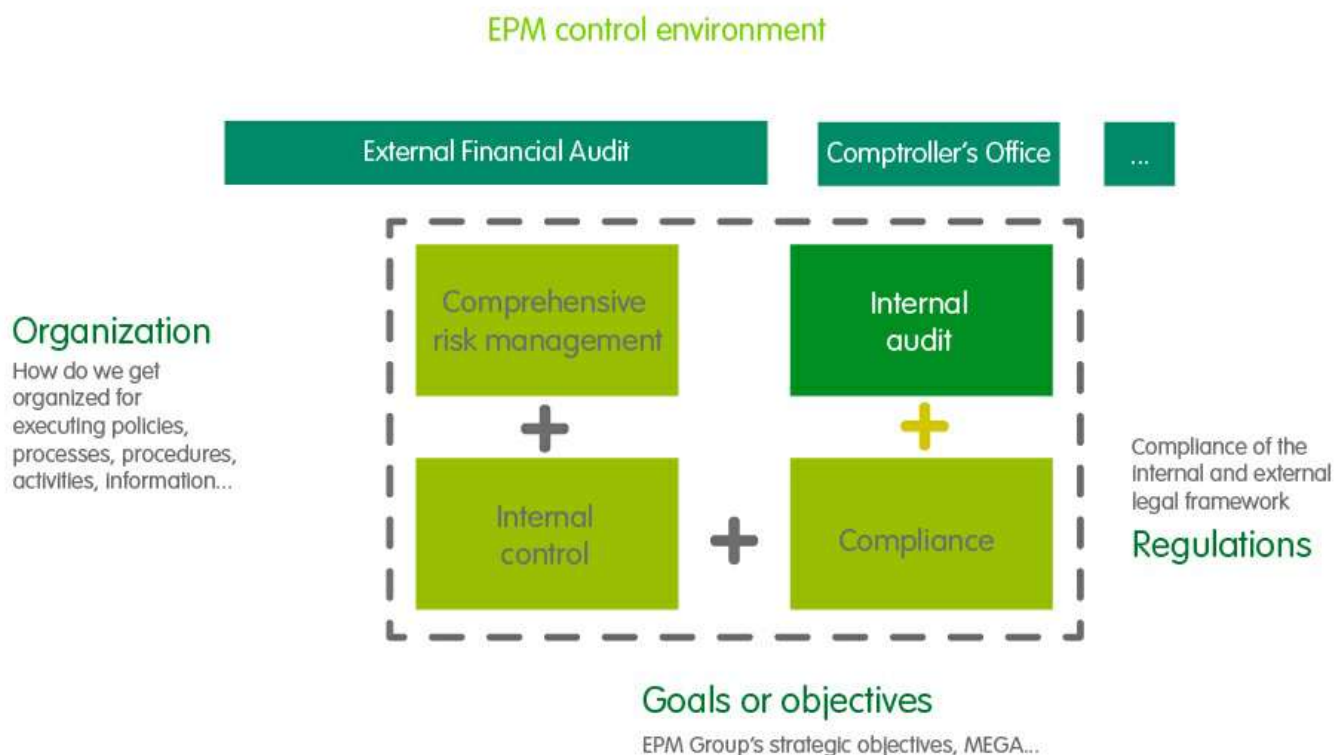 EPM control environment
External Financial Audit
Comptroller's Office
...
Comprehensive
risk management
Internal
audit
Organization
How do we get
organized for
executing policies,
processes, procedures,
activities, information...
+
+
Internal
control
+
Compliance
Compliance of the
internal and external
legal framework
Regulations
Goals or objectives
EPM Group's strategic objectives, MEGA...